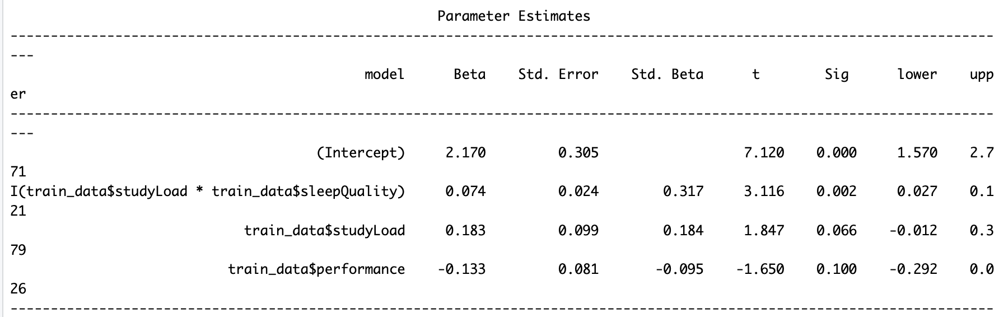 Parameter Estimates
---------------------------------------------------------------------------------------------------------------------------
---
model Beta Std. Error Std. Beta t Sig lower upp
er
---------------------------------------------------------------------------------------------------------------------------
---
(Intercept) 2.170 0.305 7.120 0.000 1.570 2.7
71
I(train_data$studyLoad * train_data$sleepQuality) 0.074 0.024 0.317 3.116 0.002 0.027 0.1
21
train_data$studyLoad 0.183 0.099 0.184 1.847 0.066 -0.012 0.3
79
train_data$performance -0.133 0.081 -0.095 -1.650 0.100 -0.292 0.0
26
---------------------------------------------------------------------------------------------------------------------------